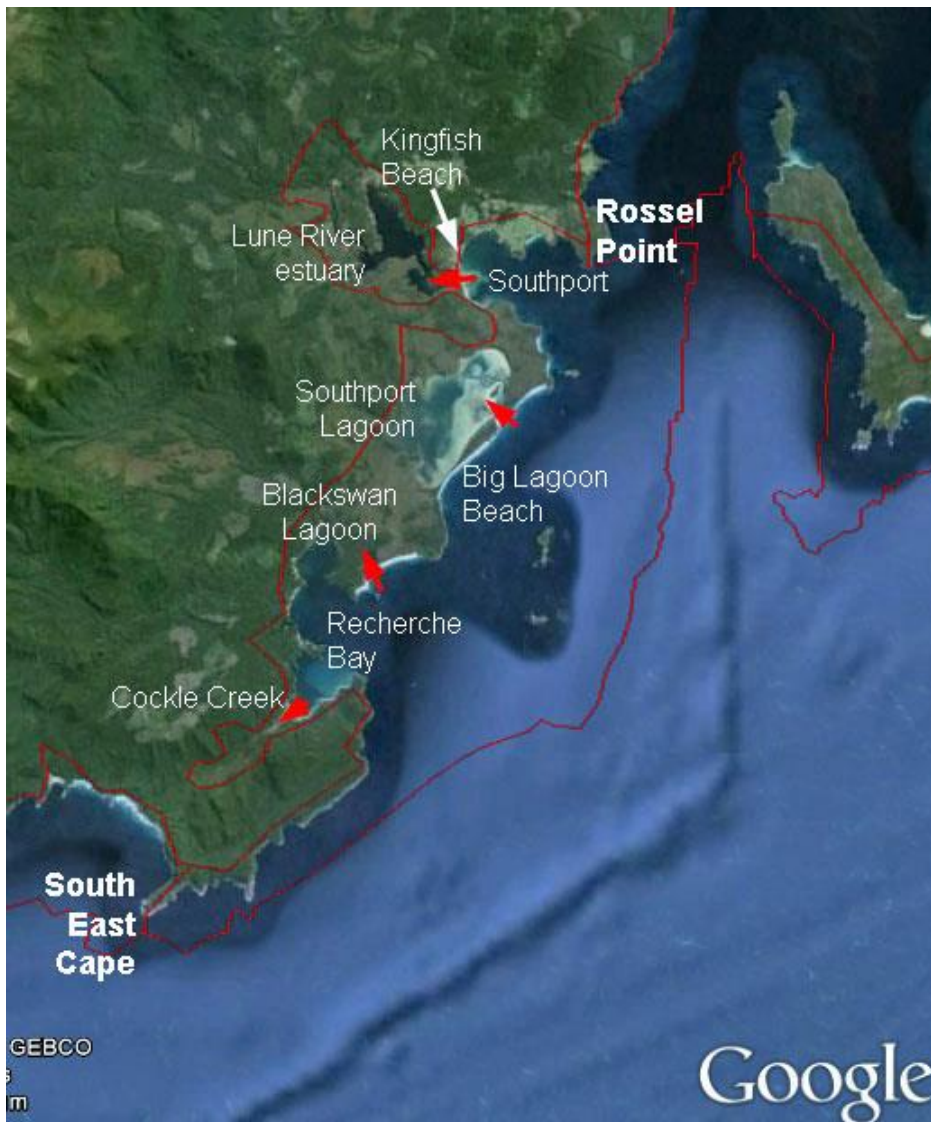 Kingfish
Beach
Rossel
Point
Lune River
estuary
Southport
Southport
Lagoon
Big Lagoon
Beach
Blackswan
Lagoon
Recherche
Bay
Cockle Creek
South
East
Cape
GEBCO
s
m
Google